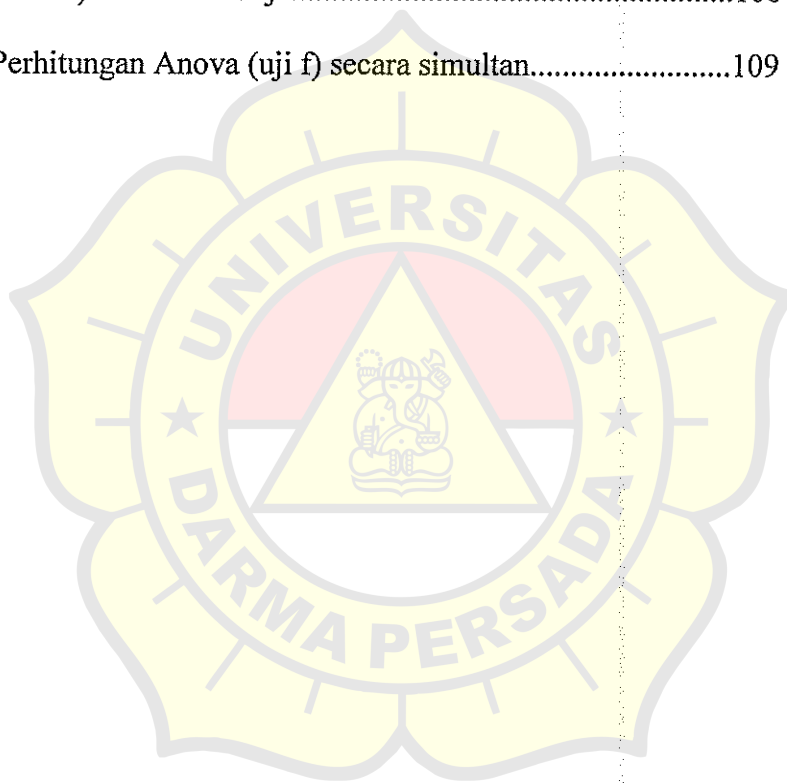 Perhitungan Anova (uji f) secara simultan........................109
UNIVERSITAS
DARMA PERSADA